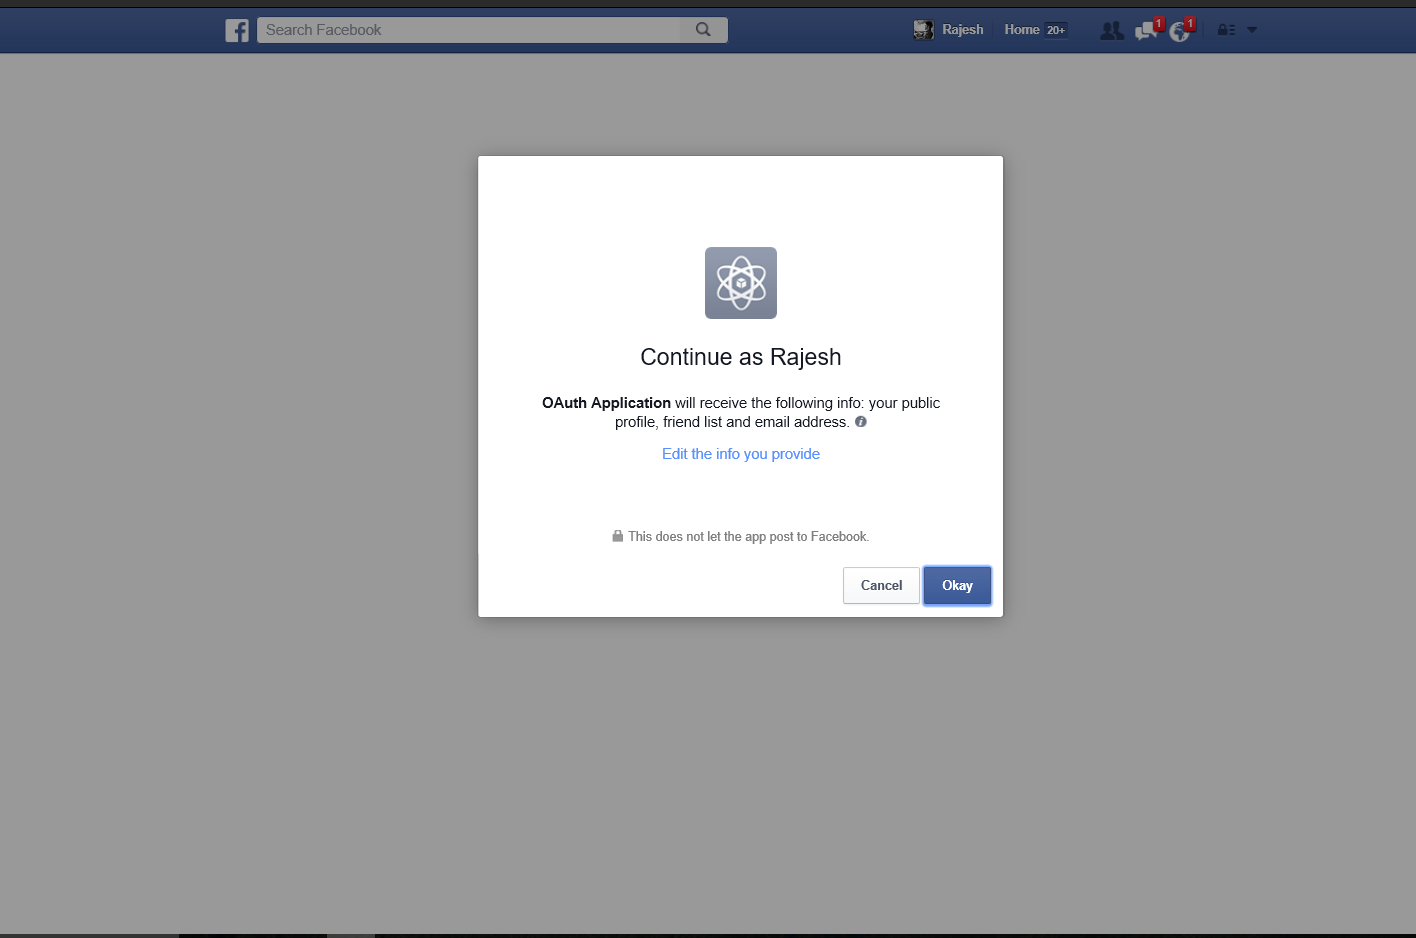 Search Facebook
Rajesh
Home 20+
1
1
Continue as Rajesh
OAuth Application will receive the following info: your public
profile, friend list and email address.
Edit the info you provide
This does not let the app post to Facebook.
Cancel
Okay